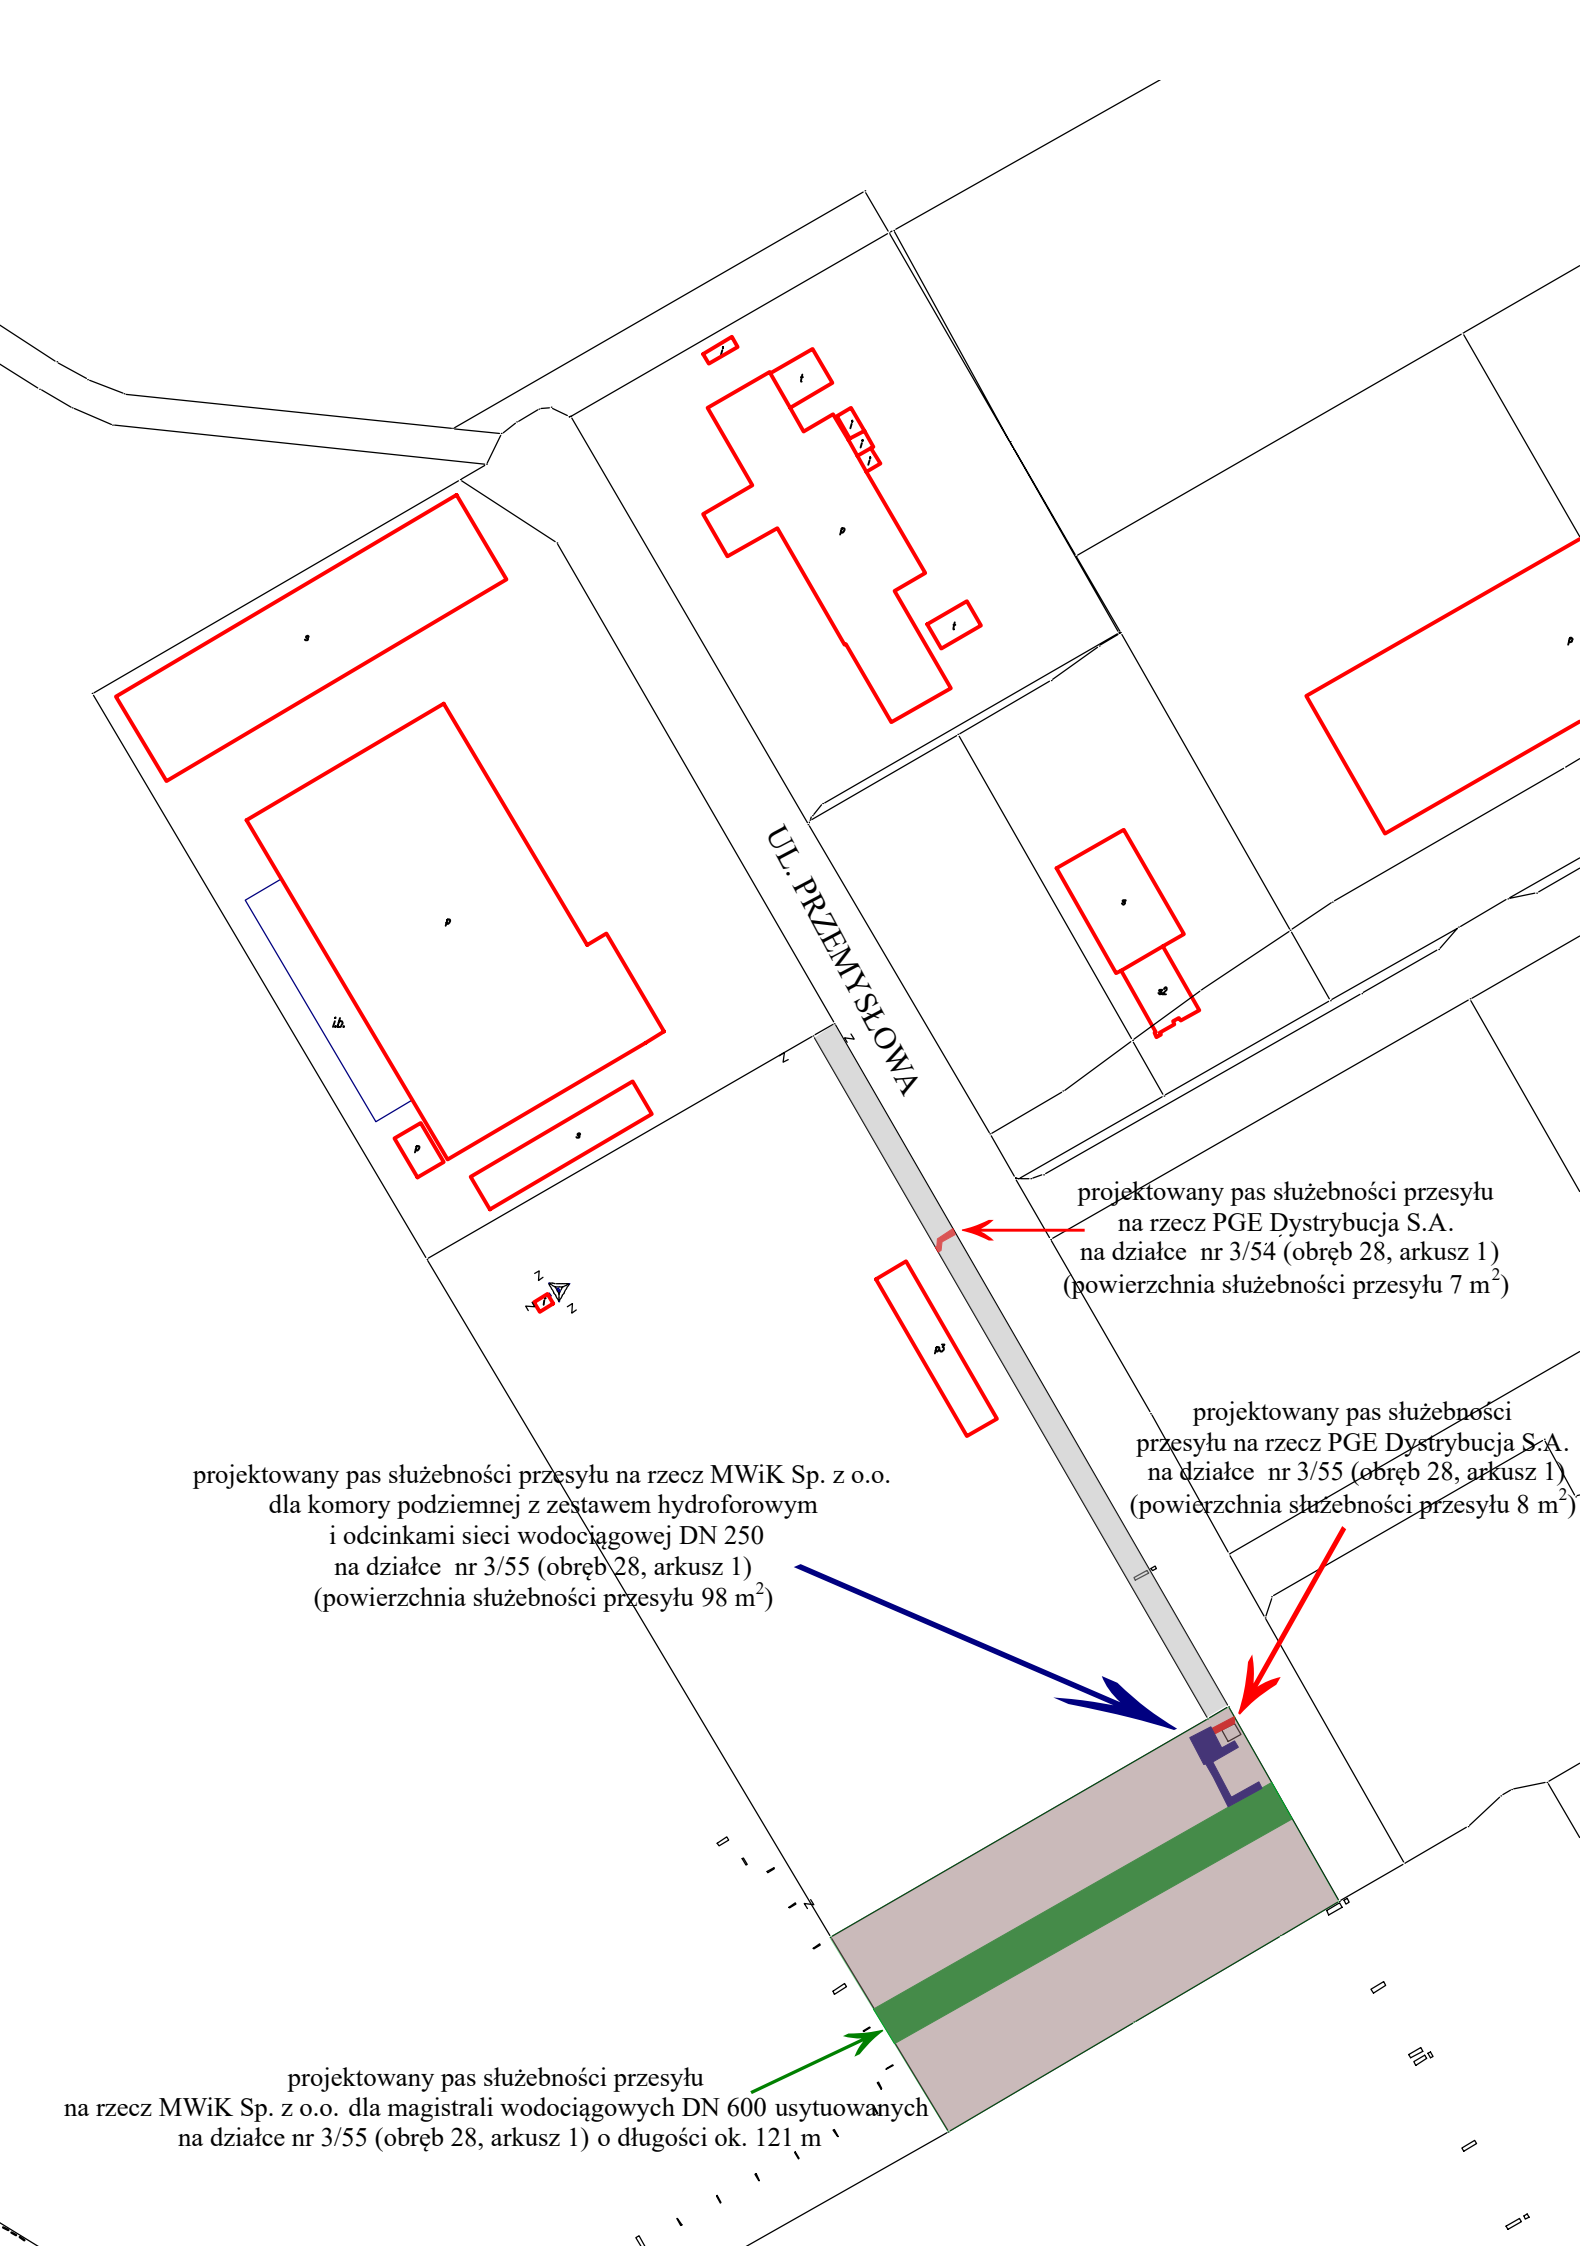 i
t
i
i
i
p
s
t
p
UL. PRZEMYSŁOWA
s
p
s2
i.b.
p
s
projektowany pas służebności przesyłu
na rzecz PGE Dystrybucja S.A.
na działce  nr 3/54 (obręb 28, arkusz 1)
(powierzchnia służebności przesyłu 7 m²)
z
z
z
z
z
i
p3
projektowany pas służebności
przesyłu na rzecz PGE Dystrybucja S.A.
na działce  nr 3/55 (obręb 28, arkusz 1)
(powierzchnia służebności przesyłu 8 m²)
projektowany pas służebności przesyłu na rzecz MWiK Sp. z o.o.
dla komory podziemnej z zestawem hydroforowym
i odcinkami sieci wodociągowej DN 250
na działce  nr 3/55 (obręb 28, arkusz 1)
(powierzchnia służebności przesyłu 98 m²)
z
projektowany pas służebności przesyłu
na rzecz MWiK Sp. z o.o. dla magistrali wodociągowych DN 600 usytuowanych
na działce nr 3/55 (obręb 28, arkusz 1) o długości ok. 121 m